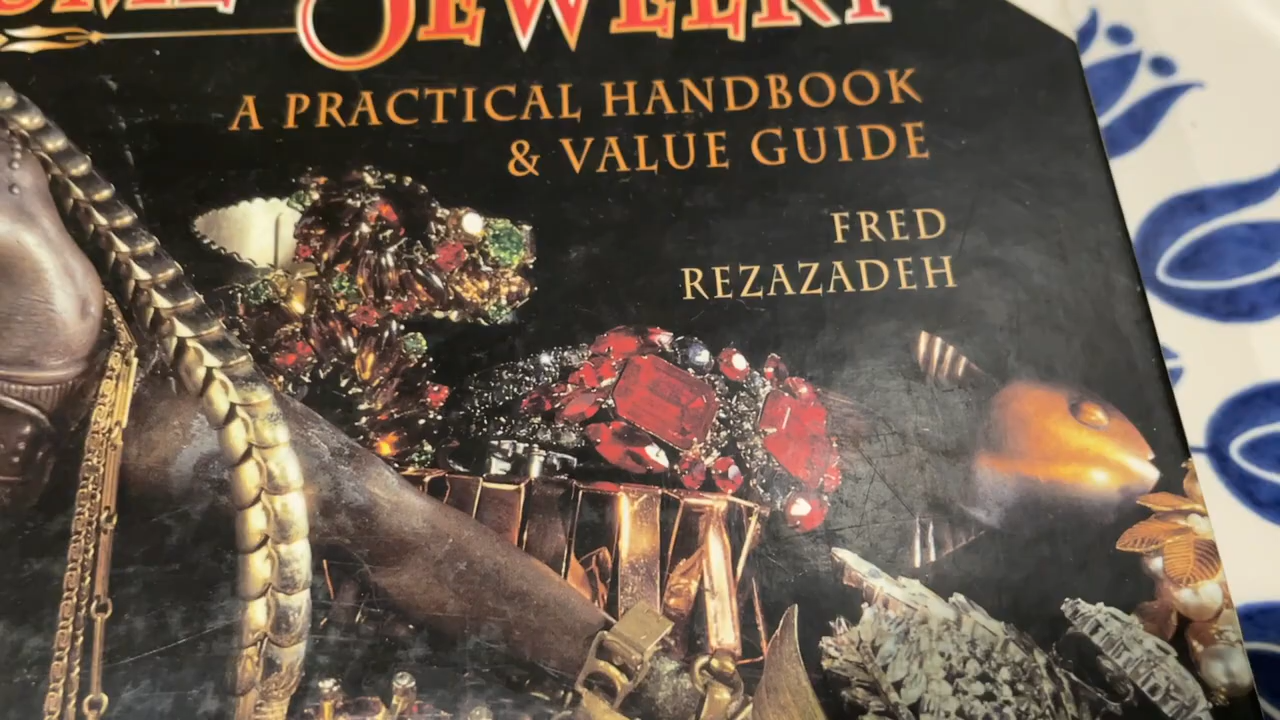 JEWELRY
A PRACTICAL HANDBOOK
& VALUE GUIDE
FRED
REZAZADEH